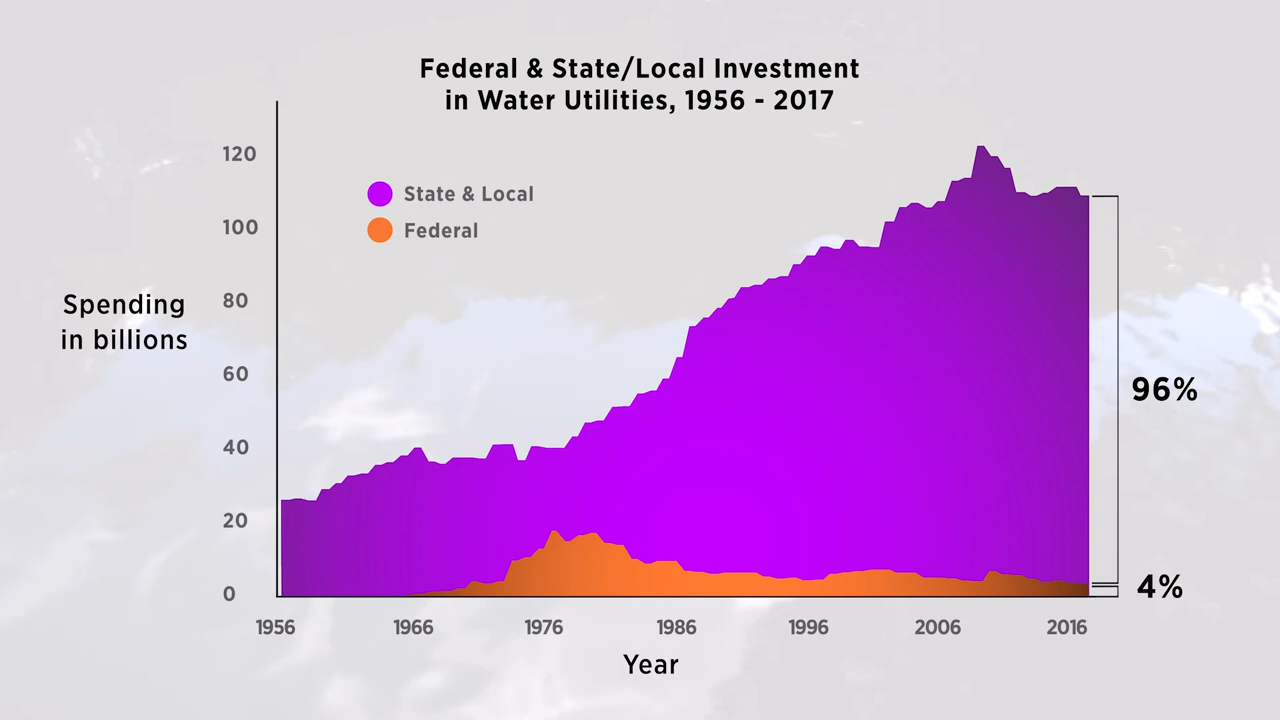 Federal & State/Local Investment
in Water Utilities, 1956 - 2017
State & Local
Federal
Spending
in billions
120
100
80
60
40
20
0
96%
4%
1956 1966 1976 1986 1996 2006 2016
Year